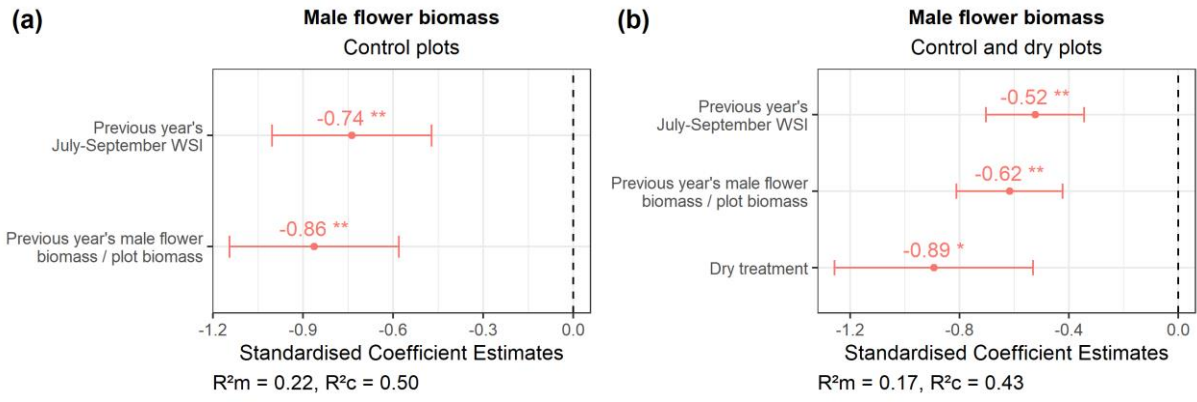 (a)
Male flower biomass
Control plots
Previous year's
July-September WSI
-0.74 **
Previous year's male flower
biomass / plot biomass
-0.86 **
-1.2 -0.9 -0.6 -0.3 0.0
Standardised Coefficient Estimates
R²m = 0.22, R²c = 0.50
(b)
Male flower biomass
Control and dry plots
Previous year's
July-September WSI
-0.52 **
Previous year's male flower
biomass / plot biomass
-0.62 **
Dry treatment
-0.89 *
-1.2 -0.8 -0.4 0.0
Standardised Coefficient Estimates
R²m = 0.17, R²c = 0.43